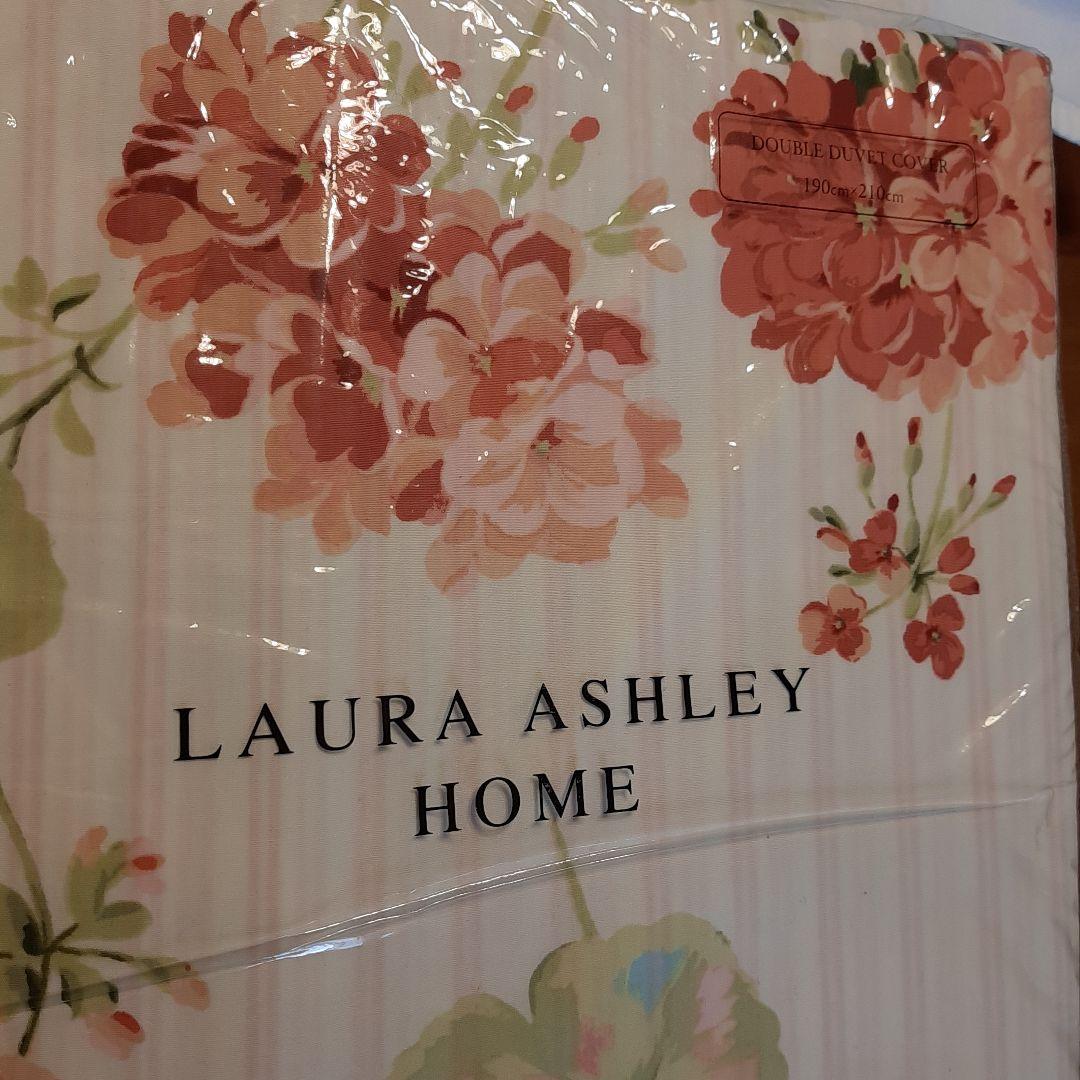 DOUBLE DUVET COVER
190cm×210cm
LAURA ASHLEY
HOME